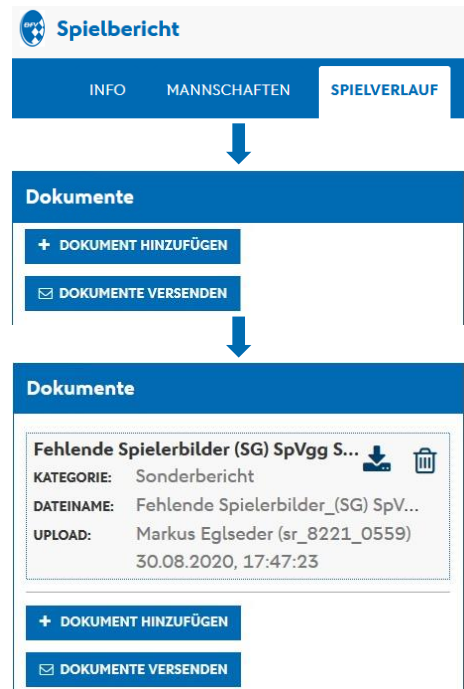 BFV Spielbericht
INFO MANNSCHAFTEN SPIELVERLAUF
Dokumente
+ DOKUMENT HINZUFÜGEN
DOKUMENTE VERSENDEN
Dokumente
Fehlende Spielerbilder (SG) SpVgg S...
KATEGORIE: Sonderbericht
DATEINAME: Fehlende Spielerbilder_(SG) SpV...
UPLOAD: Markus Eglseder (sr_8221_0559)
30.08.2020, 17:47:23
+ DOKUMENT HINZUFÜGEN
DOKUMENTE VERSENDEN